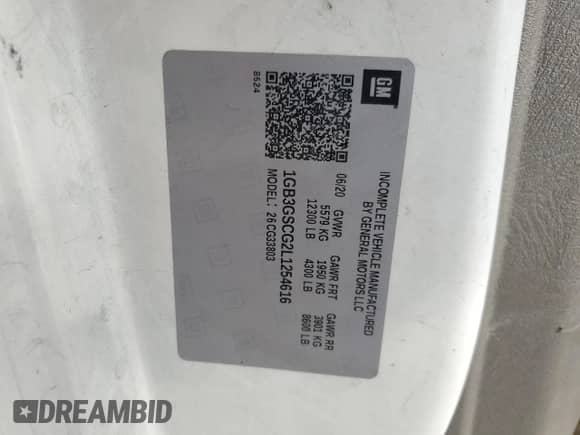 GM
INCOMPLETE VEHICLE MANUFACTURED
BY GENERAL MOTORS LLC
06/20 GVWR GAWR FRT GAWR RR
5579 KG 1950 KG 3901 KG
12300 LB 4300 LB 8600 LB
1GB3GSCG2L1254616
MODEL: 26CG33803
8524
DREAMBID